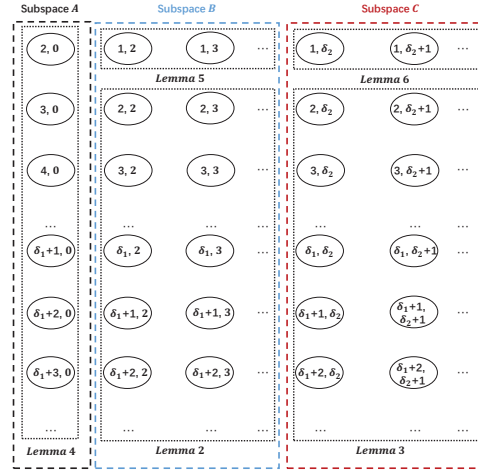 Subspace A Subspace B Subspace C
2, 0 1, 2 1, 3 ... 1, δ₂ 1, δ₂+1 ...
Lemma 5 Lemma 6
3, 0 2, 2 2, 3 ... 2, δ₂ 2, δ₂+1 ...
4, 0 3, 2 3, 3 ... 3, δ₂ 3, δ₂+1 ...
... ... ... ... ...
δ₁+1, 0 δ₁, 2 δ₁, 3 ... δ₁, δ₂ δ₁, δ₂+1 ...
δ₁+2, 0 δ₁+1, 2 δ₁+1, 3 ... δ₁+1, δ₂ δ₁+1, δ₂+1 ...
δ₁+3, 0 δ₁+2, 2 δ₁+2, 3 ... δ₁+2, δ₂ δ₁+2, δ₂+1 ...
... ... ... ... ... ... ...
Lemma 4 Lemma 2 Lemma 3